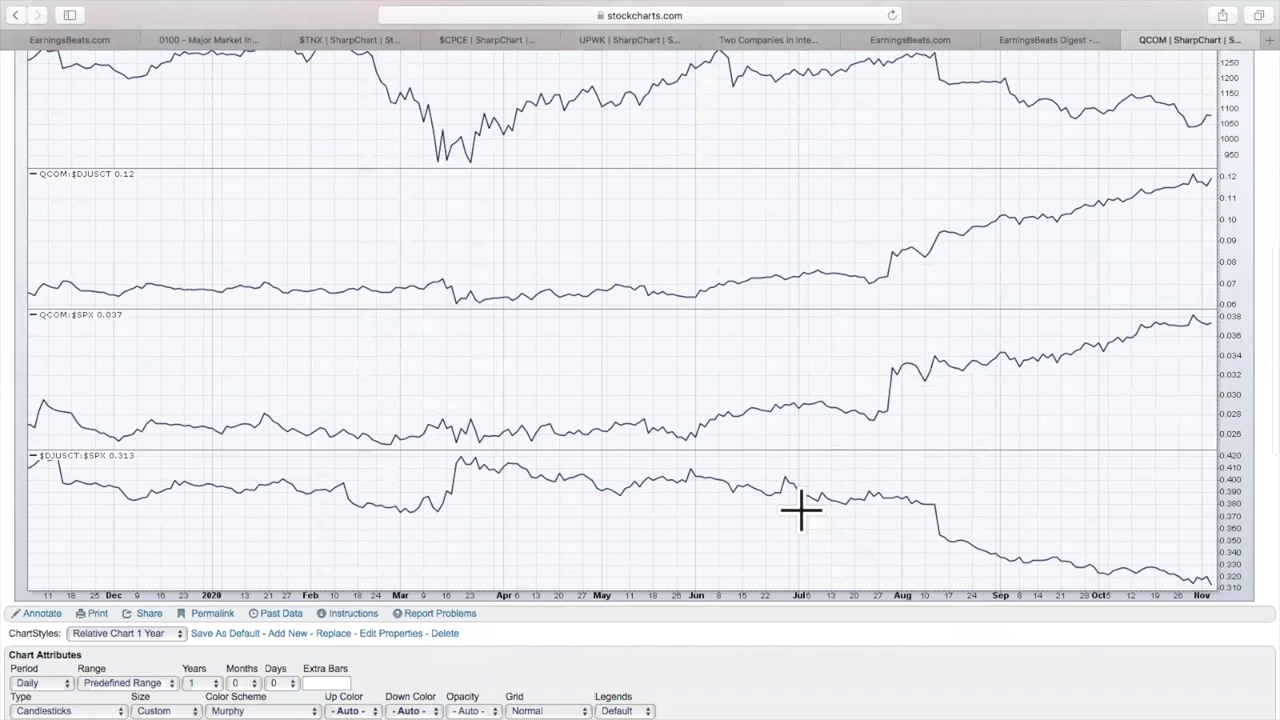 stockcharts.com
EarningsBeats.com
0100 - Major Market In...
$TNX | SharpChart | St...
$CPCE | SharpChart |...
UPWK | SharpChart | S...
Two Companies in Inte...
EarningsBeats.com
EarningsBeats Digest -...
QCOM | SharpChart | S...
1250
1200
1150
1100
1050
1000
950
QCOM:$DJUSCT 0.12
0.12
0.11
0.10
0.09
0.08
0.07
0.06
QCOM:$SPX 0.037
0.038
0.036
0.034
0.032
0.030
0.028
0.026
$DJUSCT:$SPX 0.313
0.420
0.410
0.400
0.390
0.380
0.370
0.360
0.350
0.340
0.330
0.320
0.310
11 18 25 Dec 9 16 23 2020 13 21 27 Feb 10 18 24 Mar 9 16 23 Apr 6 13 20 27 May 11 18 26 Jun 8 15 22 Jul 6 13 20 27 Aug 10 17 24 Sep 8 14 21 28 Oct 5 12 19 26 Nov
Annotate Print Share Permalink Past Data Instructions Report Problems
ChartStyles: Relative Chart 1 Year Save As Default - Add New - Replace - Edit Properties - Delete
Chart Attributes
Period Range Years Months Days Extra Bars
Daily Predefined Range 1 0 0
Type Size Color Scheme Up Color Down Color Opacity Grid Legends
Candlesticks Custom Murphy - Auto - - Auto - - Auto - Normal Default